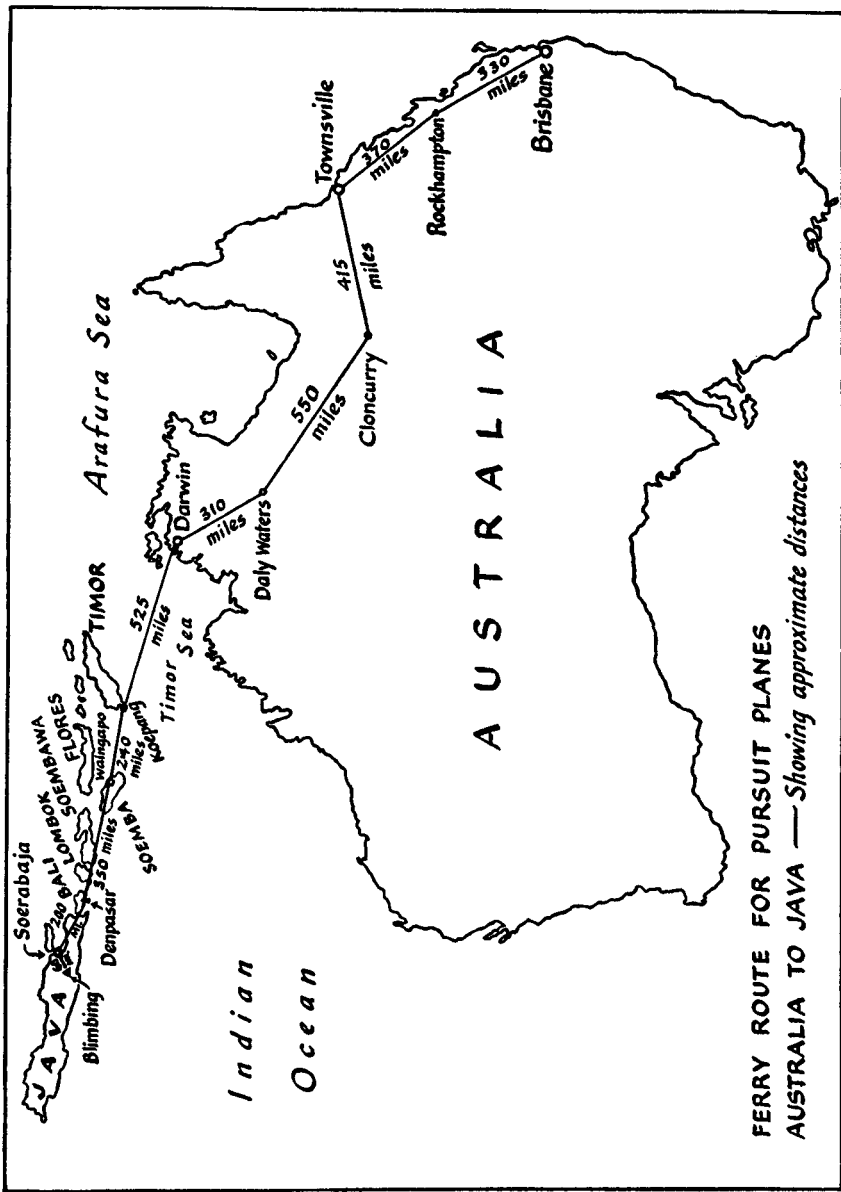 Soerabaja
JAVA
Blimbing
200 Mi.
BALI
LOMBOK
SOEMBAWA
FLORES
Denpasar
350 miles
Waingapo
SOEMBA
240
miles
Koepang
TIMOR
525
miles
Timor Sea
Arafura Sea
Darwin
310
miles
Daly Waters
550
miles
Cloncurry
415
miles
Townsville
370
miles
Rockhampton
330
miles
Brisbane
Indian
Ocean
AUSTRALIA
FERRY ROUTE FOR PURSUIT PLANES
AUSTRALIA TO JAVA — Showing approximate distances